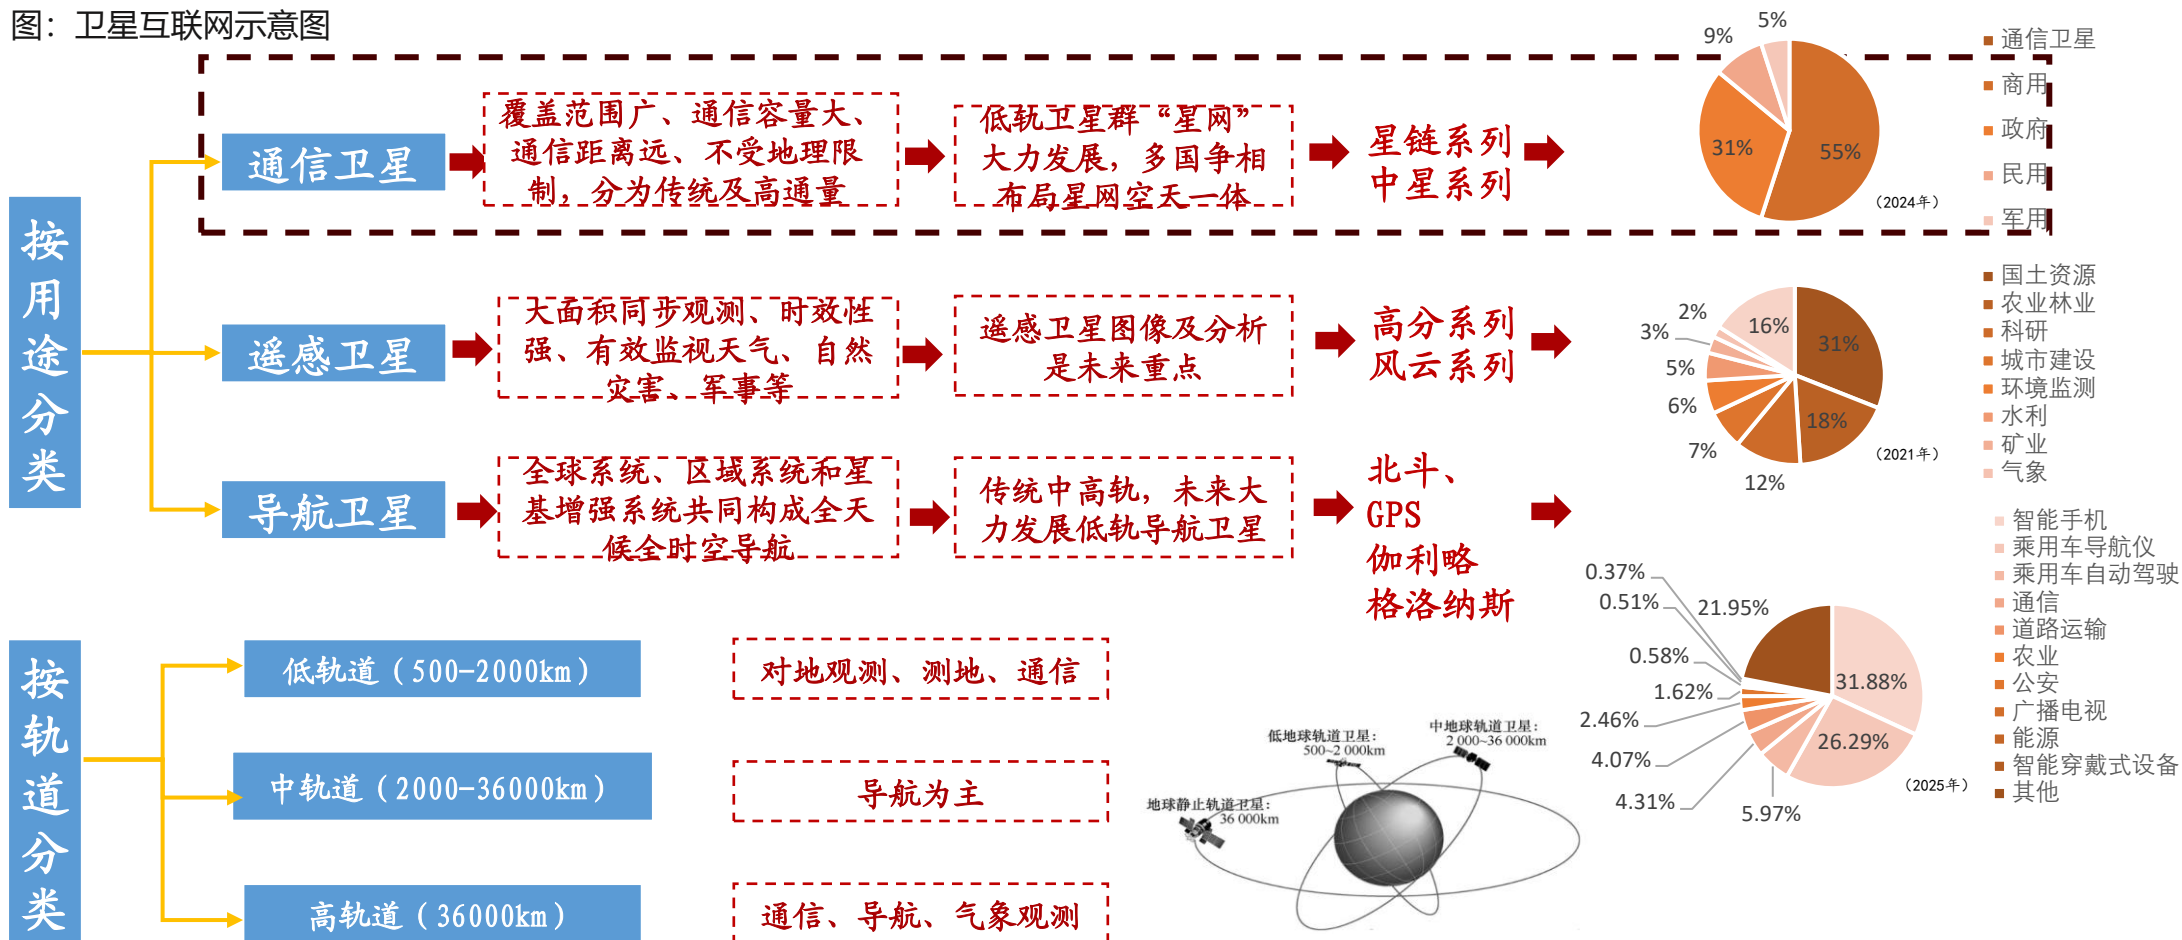 图：卫星互联网示意图
按用途分类
通信卫星
覆盖范围广、通信容量大、
通信距离远、不受地理限
制，分为传统及高通量
低轨卫星群“星网”
大力发展，多国争相
布局星网空天一体
星链系列
中星系列
5%
9%
31%
55%
（2024年）
通信卫星
商用
政府
民用
军用
遥感卫星
大面积同步观测、时效性
强、有效监视天气、自然
灾害、军事等
遥感卫星图像及分析
是未来重点
高分系列
风云系列
2%
16%
3%
31%
5%
6%
18%
7%
12%
（2021年）
国土资源
农业林业
科研
城市建设
环境监测
水利
矿业
气象
导航卫星
全球系统、区域系统和星
基增强系统共同构成全天
候全时空导航
传统中高轨，未来大
力发展低轨导航卫星
北斗、
GPS
伽利略
格洛纳斯
0.37%
0.51%
21.95%
0.58%
31.88%
1.62%
2.46%
26.29%
4.07%
4.31%
5.97%
（2025年）
智能手机
乘用车导航仪
乘用车自动驾驶
通信
道路运输
农业
公安
广播电视
能源
智能穿戴式设备
其他
按轨道分类
低轨道（500-2000km）
对地观测、测地、通信
中轨道（2000-36000km）
导航为主
高轨道（36000km）
通信、导航、气象观测
低地球轨道卫星：
500~2 000km
中地球轨道卫星：
2 000~36 000km
地球静止轨道卫星：
36 000km